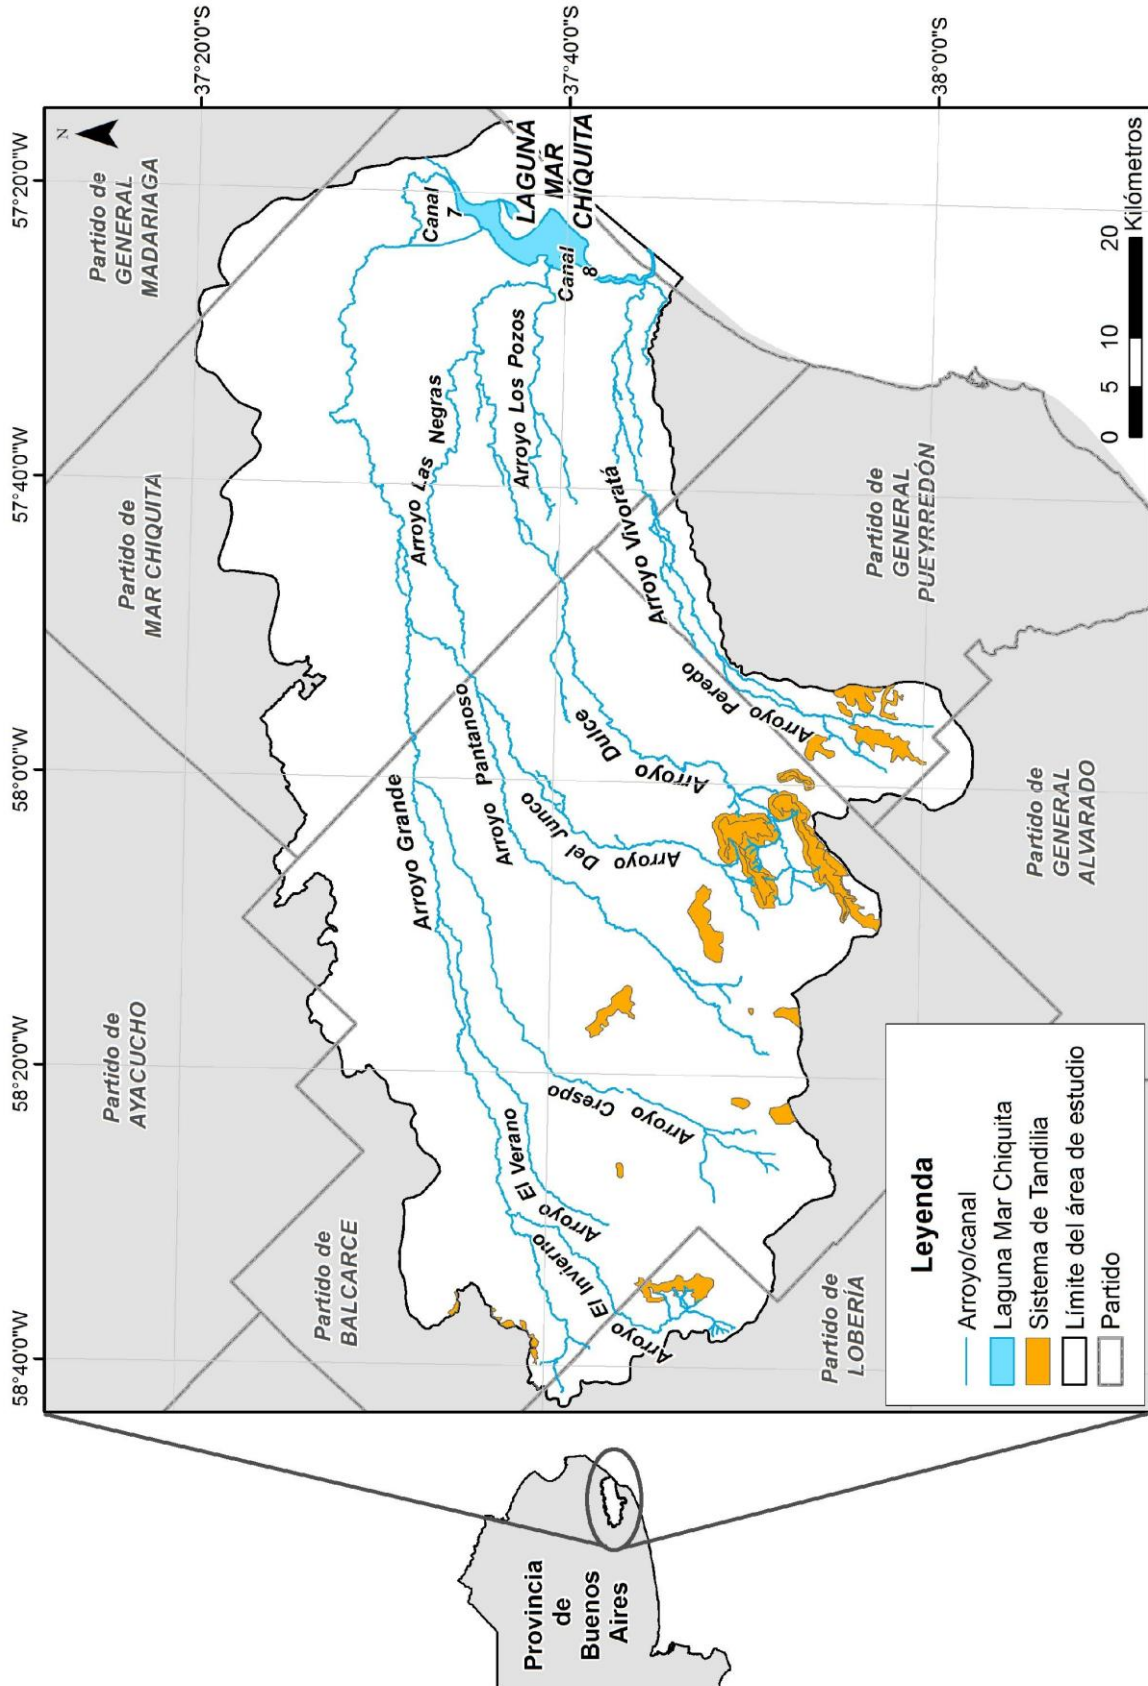 58°40'0"W
58°20'0"W
58°0'0"W
57°40'0"W
57°20'0"W
37°20'0"S
37°40'0"S
38°0'0"S
N
Partido de
AYACUCHO
Partido de
MAR CHIQUITA
Partido de
GENERAL
MADARIAGA
Partido de
BALCARCE
Partido de
LOBERÍA
Partido de
GENERAL
ALVARADO
Partido de
GENERAL
PUEYRREDÓN
Arroyo Grande
Arroyo Las Negras
Canal
7
LAGUNA
MAR
CHIQUITA
Canal
8
Arroyo Los Pozos
Arroyo Pantanoso
Arroyo El Verano
Arroyo El Invierno
Arroyo Crespo
Arroyo Del Junco
Arroyo Dulce
Arroyo Vivoratá
Arroyo Peredo
Provincia
de
Buenos
Aires
Leyenda
Arroyo/canal
Laguna Mar Chiquita
Sistema de Tandilia
Límite del área de estudio
Partido
0 5 10 20
Kilómetros